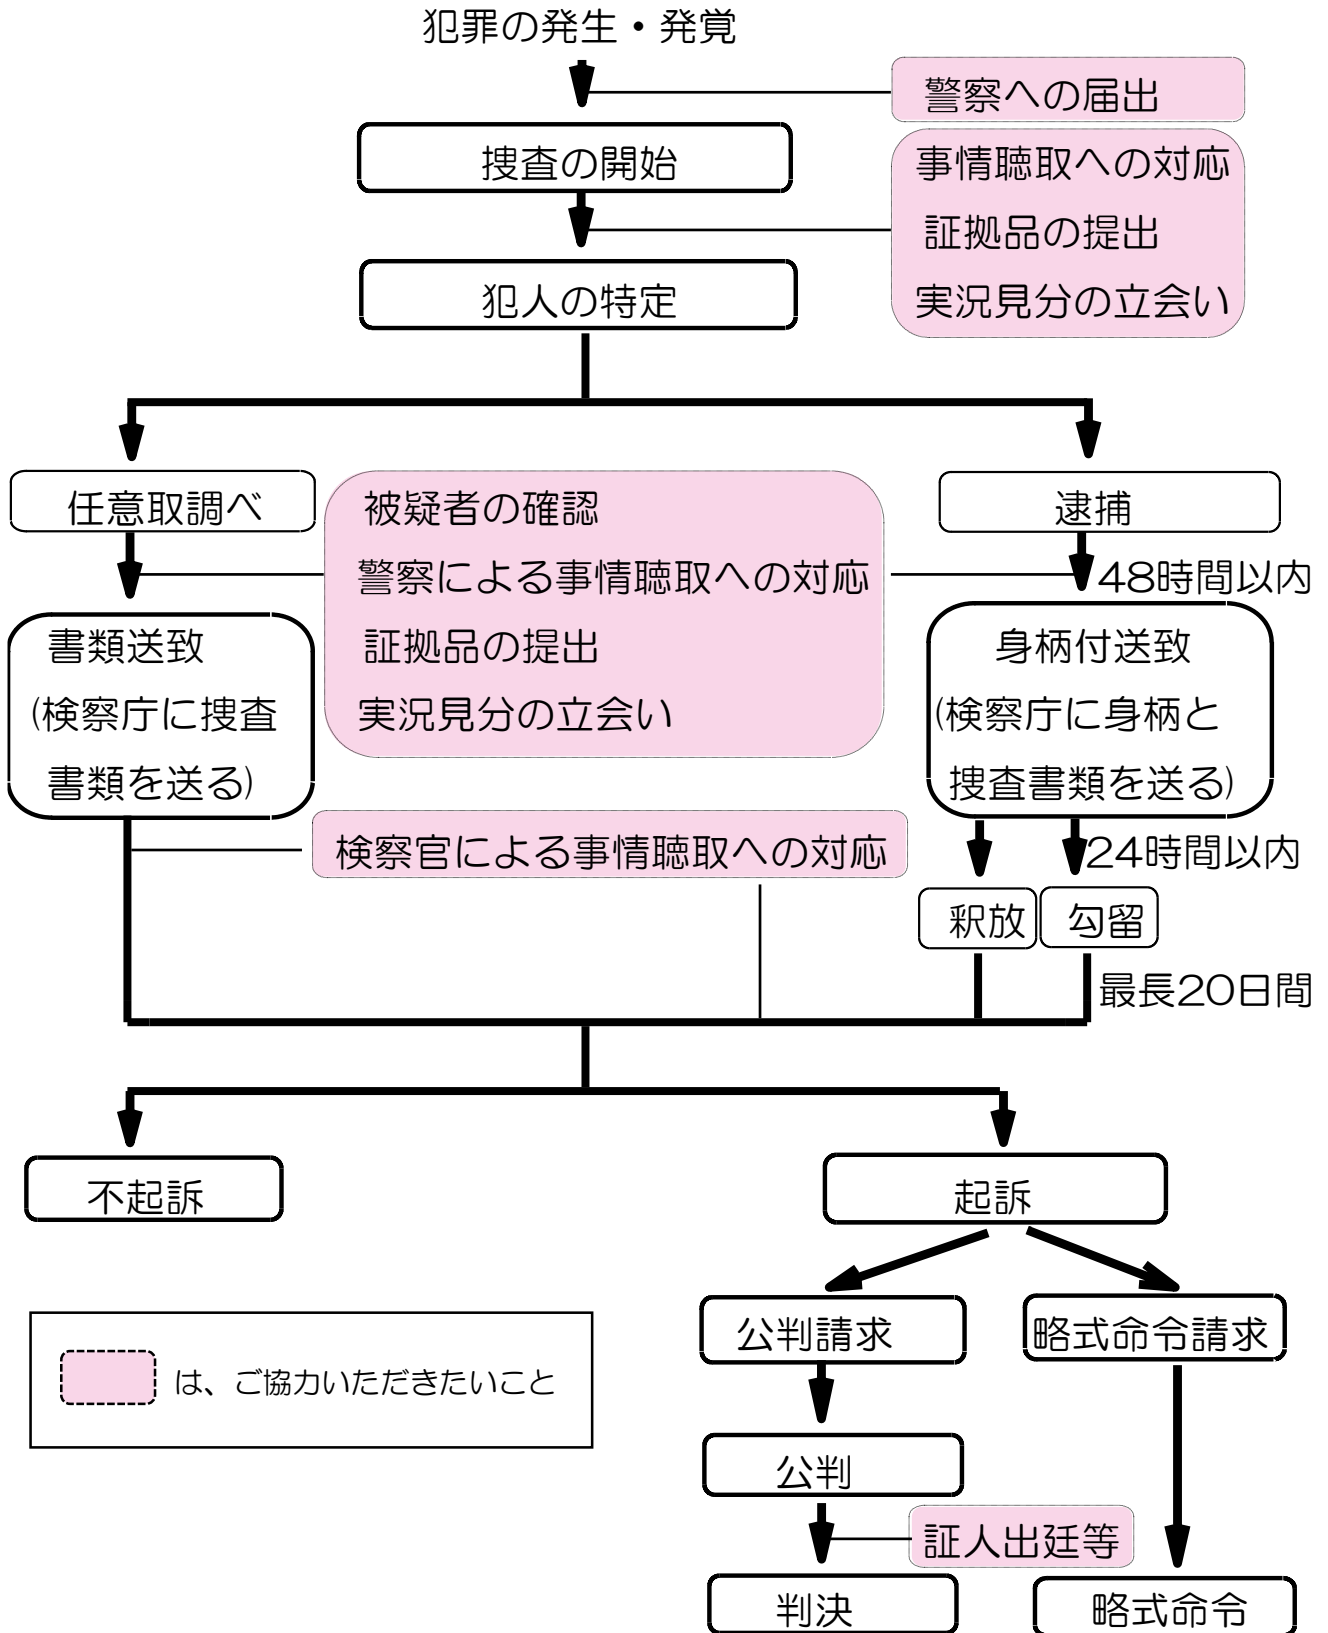 犯罪の発生・発覚
警察への届出
捜査の開始
事情聴取への対応
証拠品の提出
実況見分の立会い
犯人の特定
任意取調べ
被疑者の確認
警察による事情聴取への対応
証拠品の提出
実況見分の立会い
逮捕
48時間以内
書類送致
(検察庁に捜査
書類を送る)
身柄付送致
(検察庁に身柄と
捜査書類を送る)
検察官による事情聴取への対応
24時間以内
釈放
勾留
最長20日間
不起訴
起訴
公判請求
略式命令請求
は、ご協力いただきたいこと
公判
証人出廷等
判決
略式命令